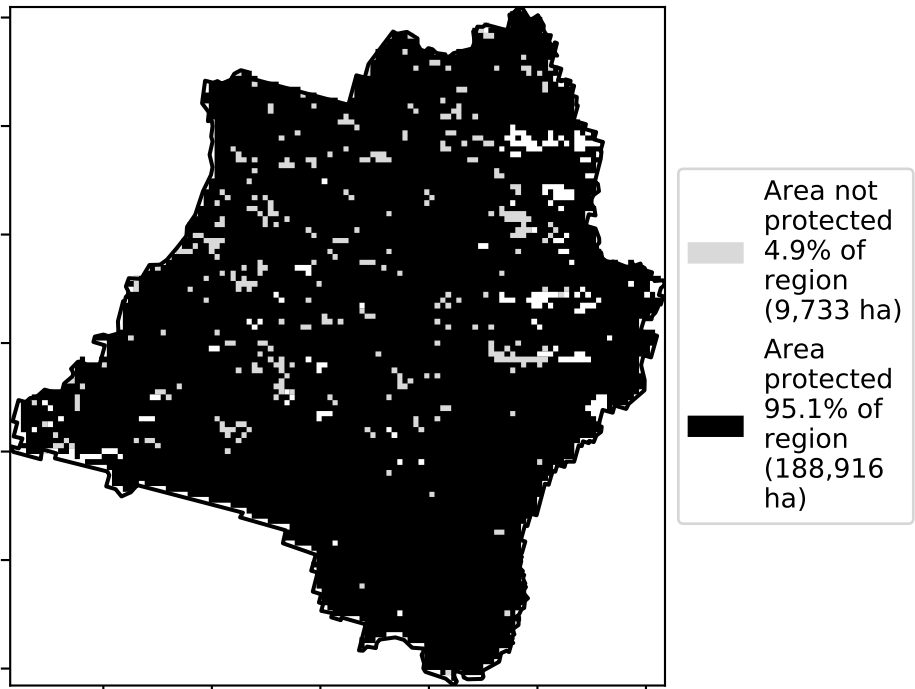 Area not
protected
4.9% of
region
(9,733 ha)
Area
protected
95.1% of
region
(188,916
ha)